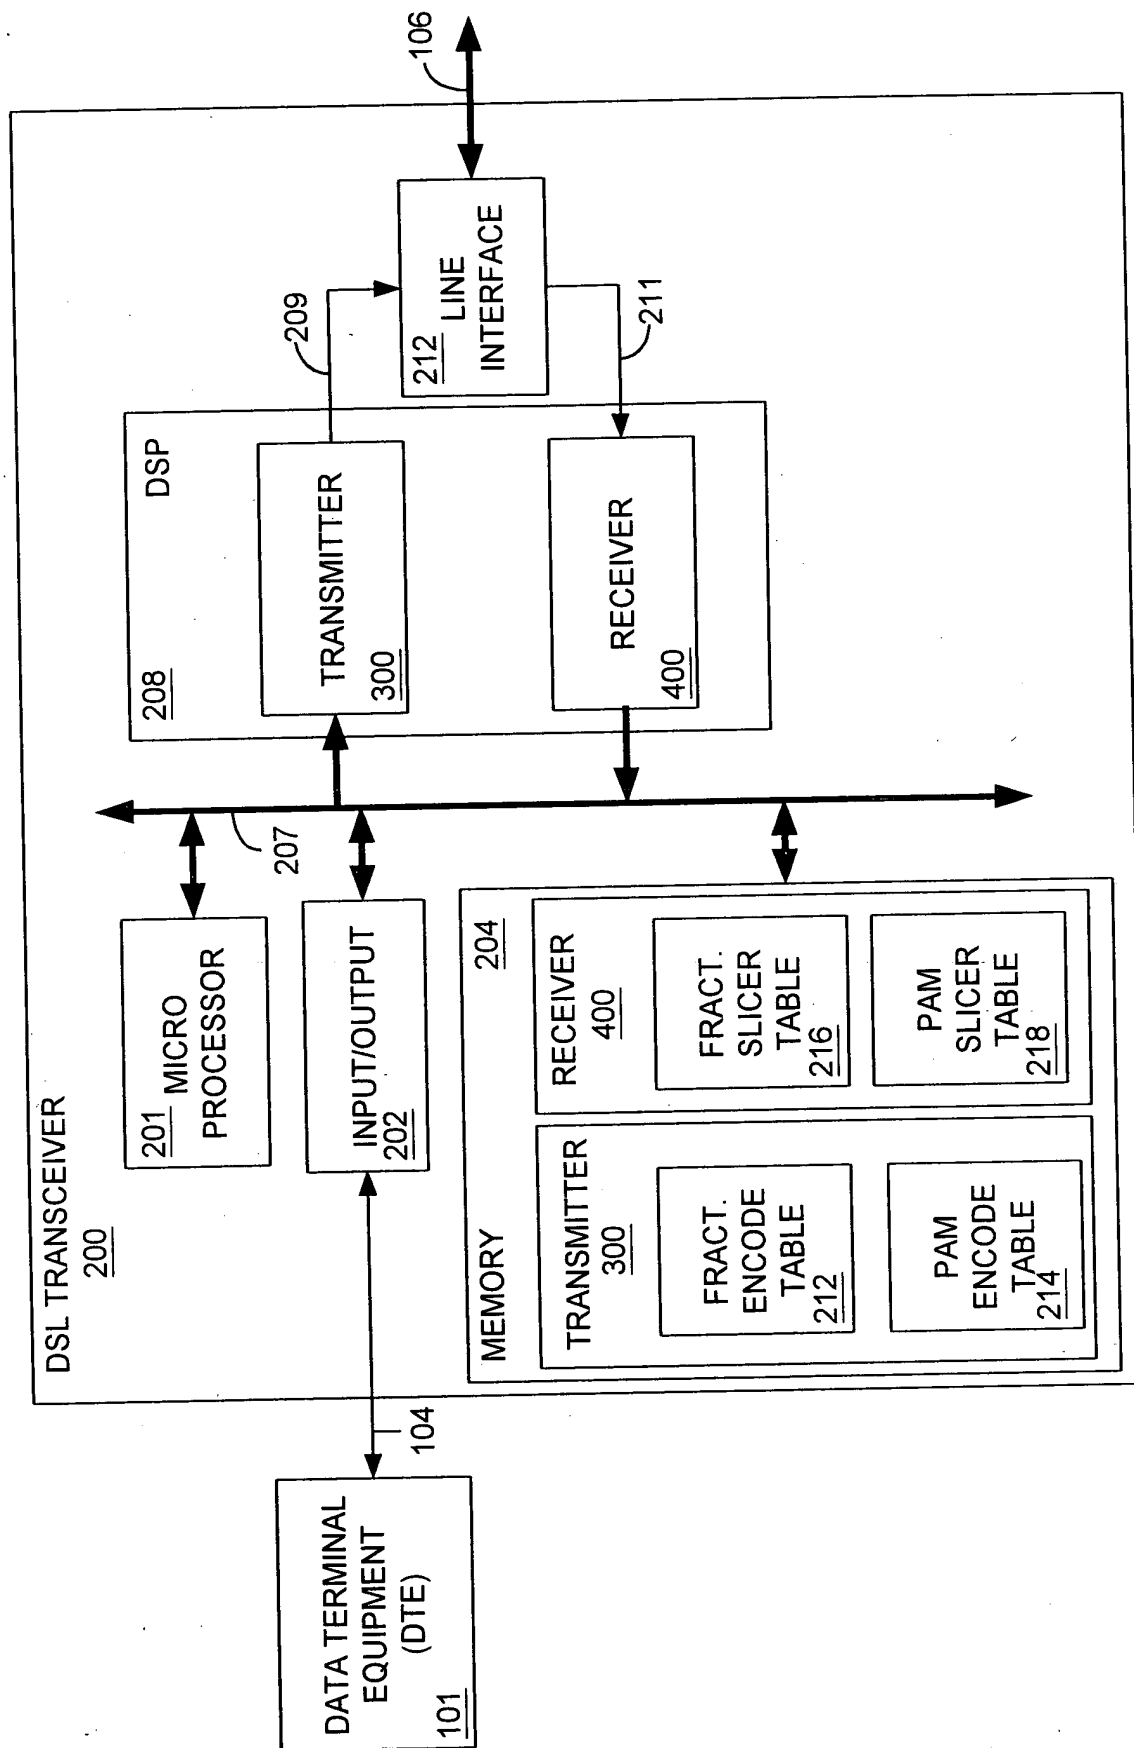 DSL TRANSCEIVER
200
201 MICRO
PROCESSOR
207
INPUT/OUTPUT
202
208
DSP
TRANSMITTER
300
209
212 LINE
INTERFACE
106
RECEIVER
400
211
DATA TERMINAL
EQUIPMENT
(DTE)
101
104
MEMORY
204
TRANSMITTER
300
FRACT.
ENCODE
TABLE
212
PAM
ENCODE
TABLE
214
RECEIVER
400
FRACT.
SLICER
TABLE
216
PAM
SLICER
TABLE
218